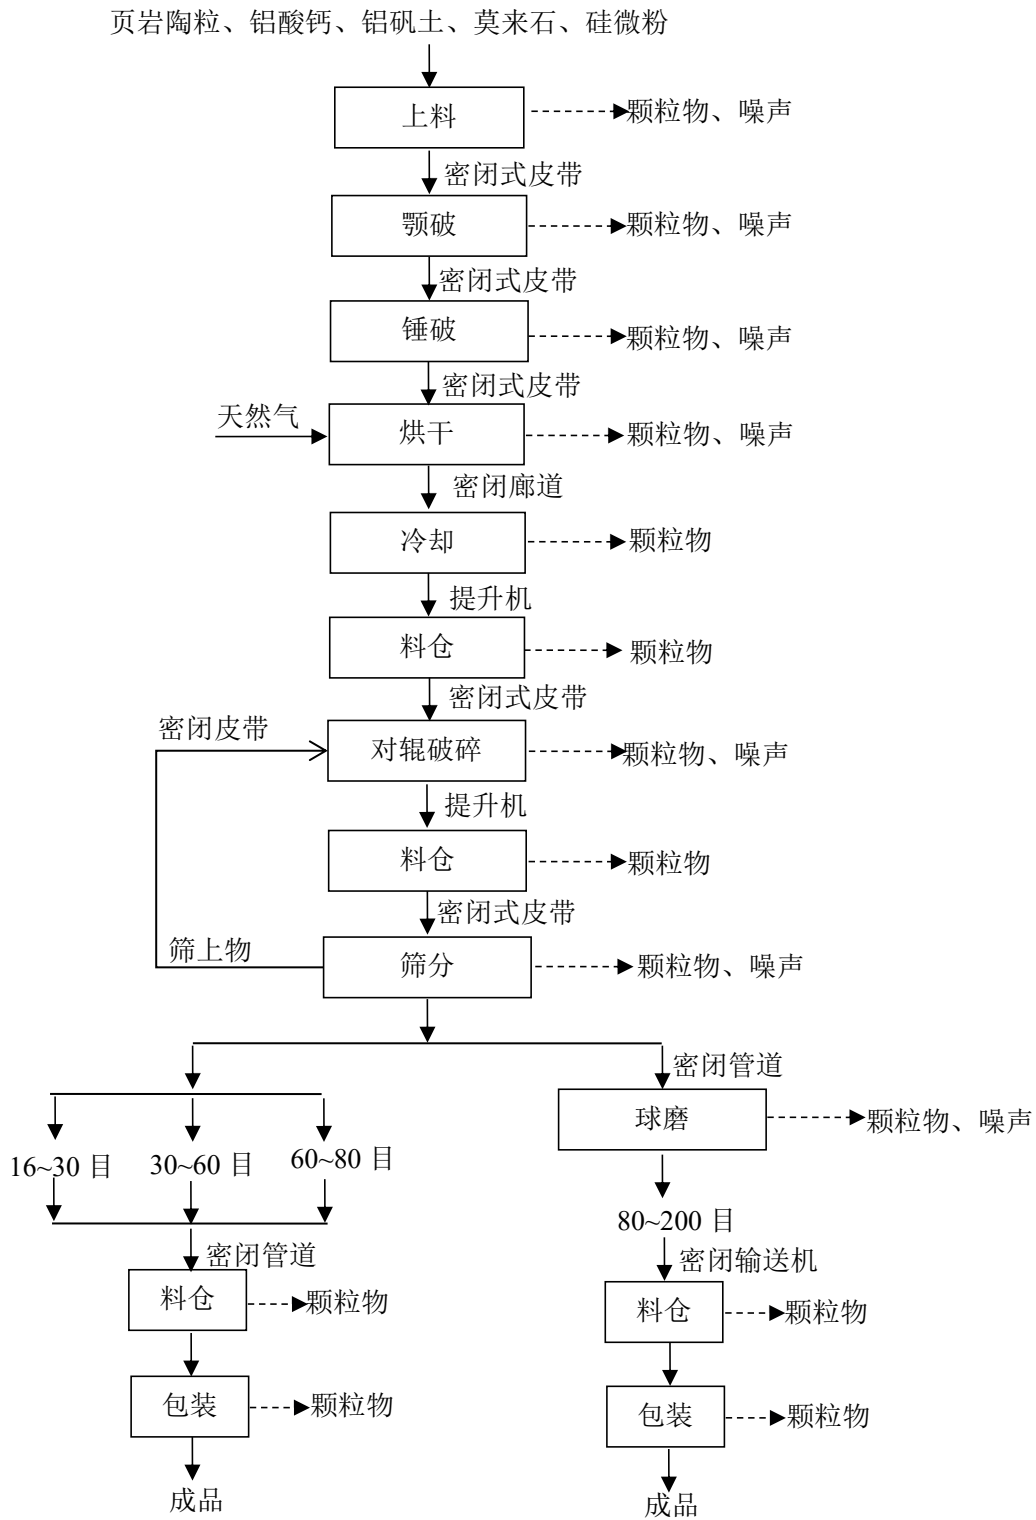 页岩陶粒、铝酸钙、铝矾土、莫来石、硅微粉
上料
颗粒物、噪声
密闭式皮带
颚破
颗粒物、噪声
密闭式皮带
锤破
颗粒物、噪声
密闭式皮带
天然气
烘干
颗粒物、噪声
密闭廊道
冷却
颗粒物
提升机
料仓
颗粒物
密闭式皮带
密闭皮带
对辊破碎
颗粒物、噪声
提升机
料仓
颗粒物
密闭式皮带
筛上物
筛分
颗粒物、噪声
密闭管道
球磨
颗粒物、噪声
16~30 目
30~60 目
60~80 目
80~200 目
密闭管道
密闭输送机
料仓
颗粒物
料仓
颗粒物
包装
颗粒物
包装
颗粒物
成品
成品